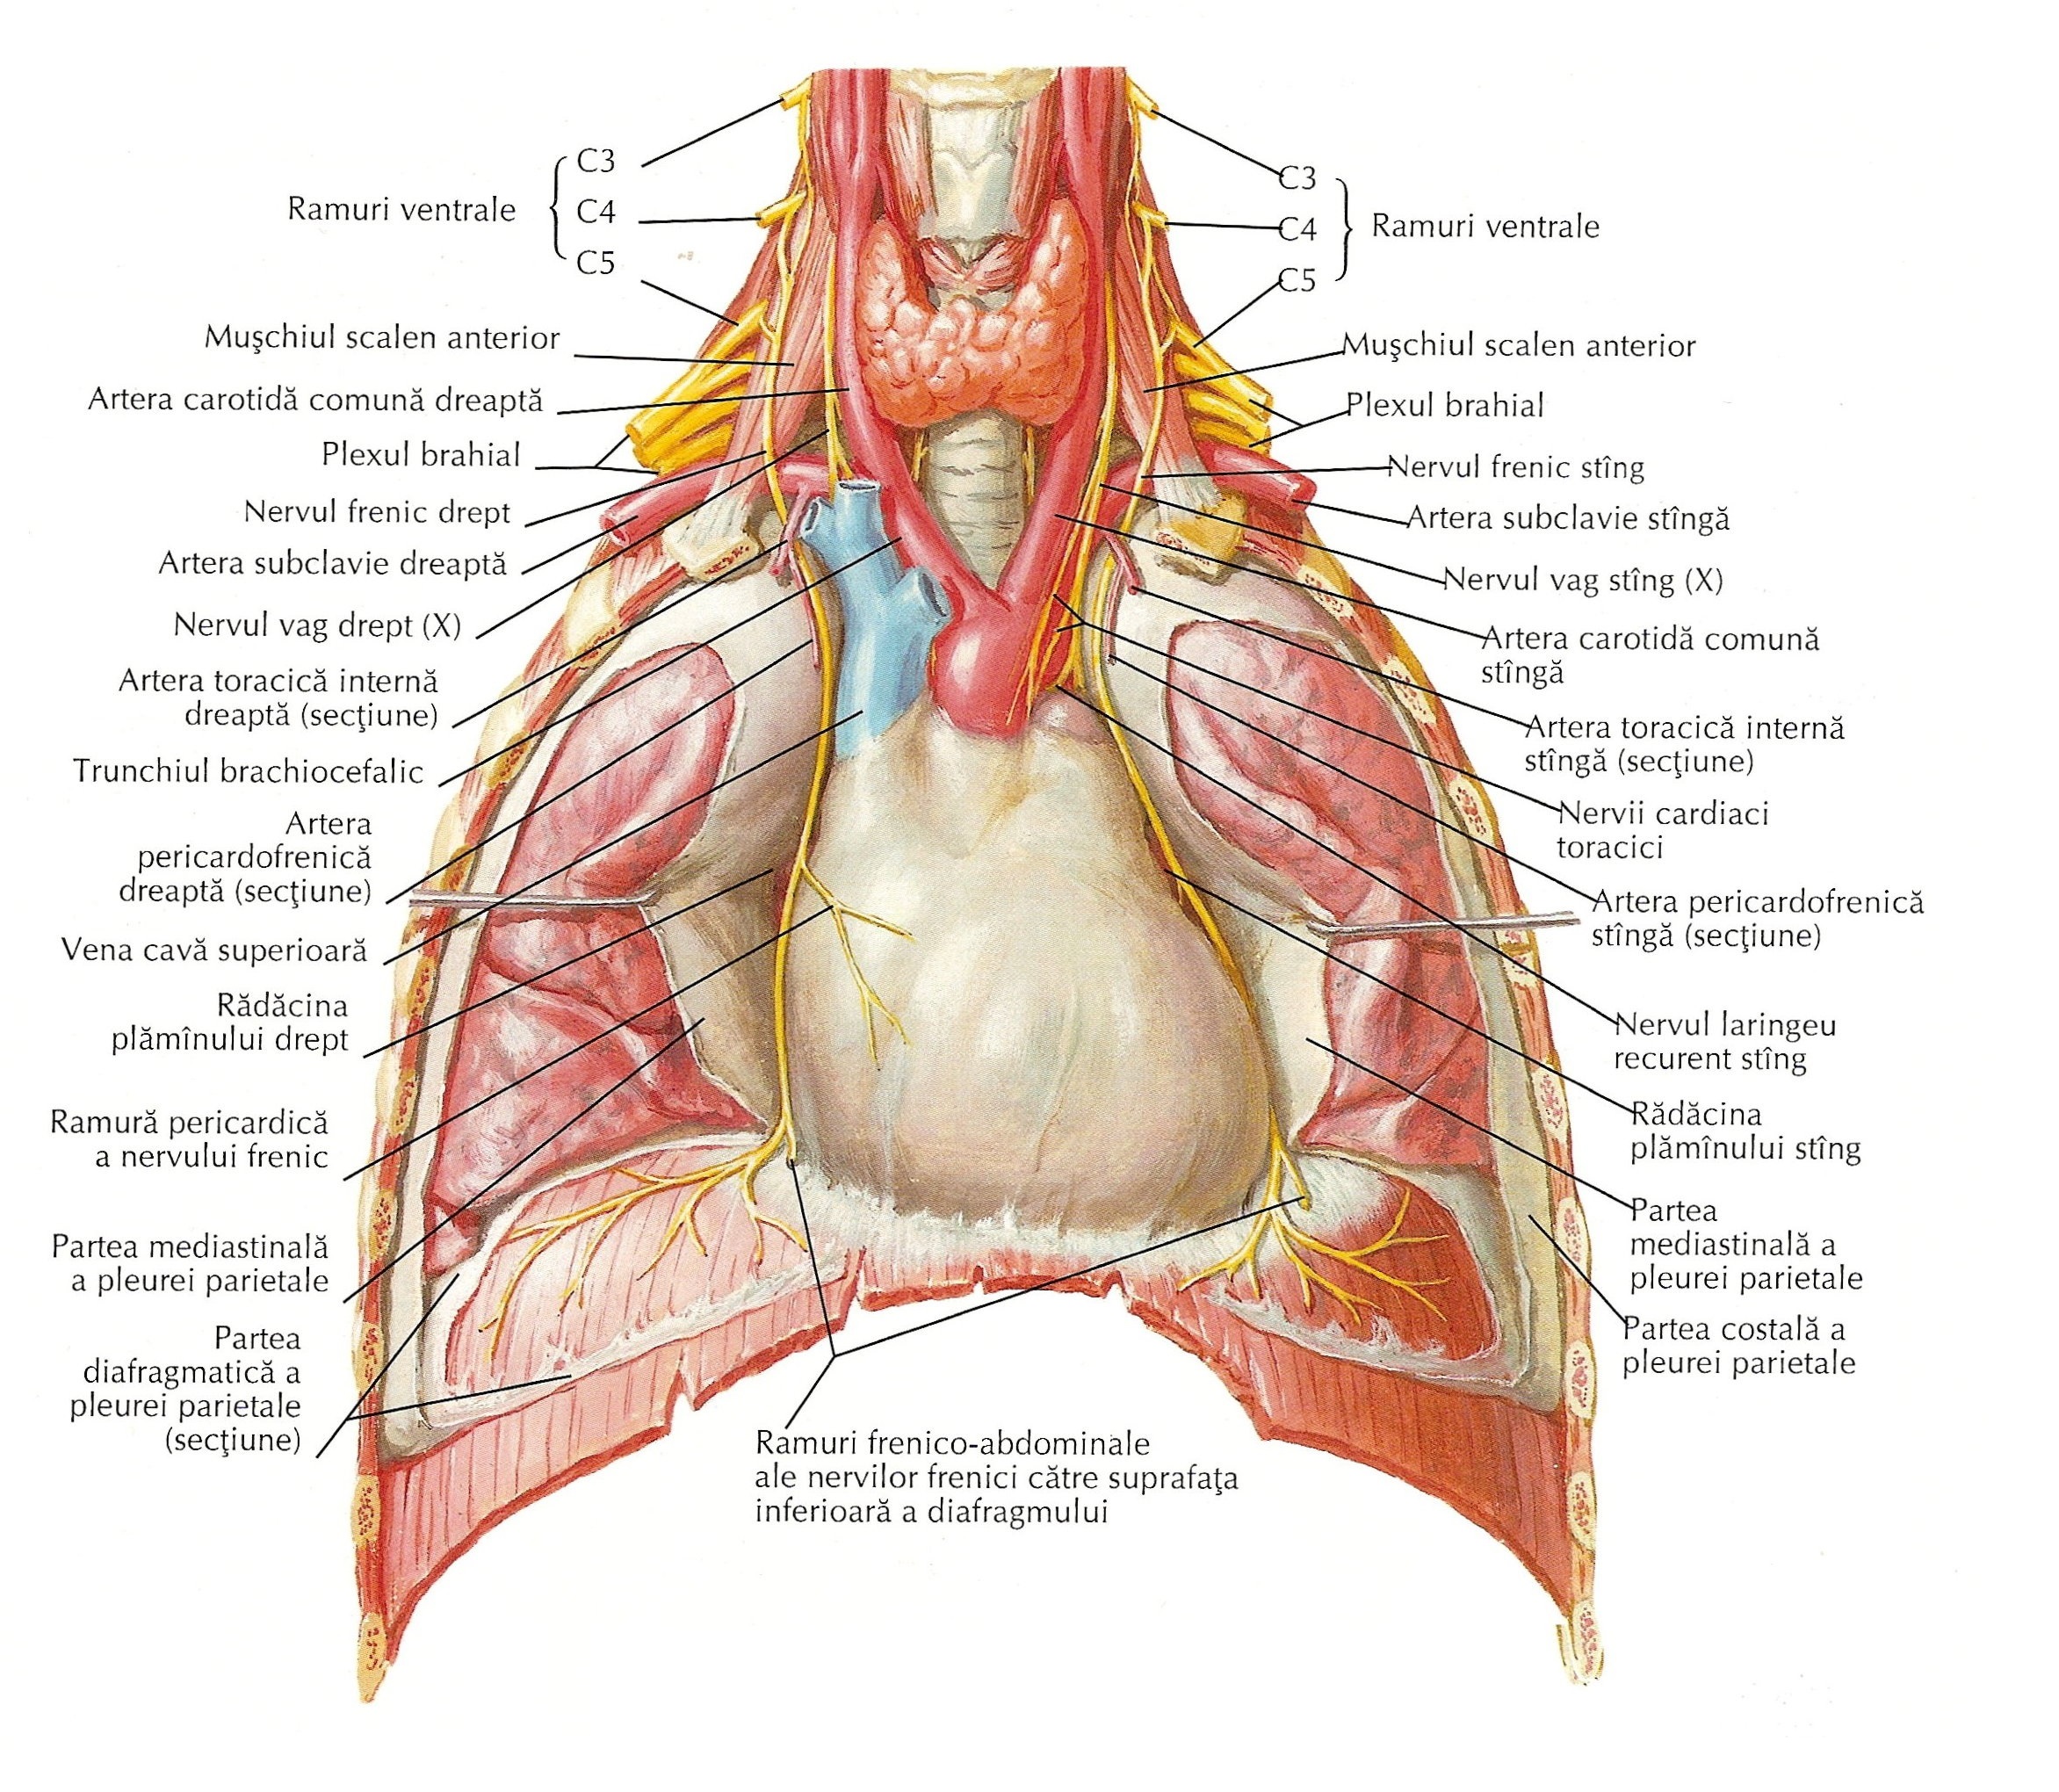 C3
Ramuri ventrale
C4
C5
Muşchiul scalen anterior
Artera carotidă comună dreaptă
Plexul brahial
Nervul frenic drept
Artera subclavie dreaptă
Nervul vag drept (X)
Artera toracică internă
dreaptă (secţiune)
Trunchiul brachiocefalic
Artera
pericardofrenică
dreaptă (secţiune)
Vena cavă superioară
Rădăcina
plămînului drept
Ramură pericardică
a nervului frenic
Partea mediastinală
a pleurei parietale
Partea
diafragmatică a
pleurei parietale
(secţiune)
C3
C4
Ramuri ventrale
C5
Muşchiul scalen anterior
Plexul brahial
Nervul frenic stîng
Artera subclavie stîngă
Nervul vag stîng (X)
Artera carotidă comună
stîngă
Artera toracică internă
stîngă (secţiune)
Nervii cardiaci
toracici
Artera pericardofrenică
stîngă (secţiune)
Nervul laringeu
recurent stîng
Rădăcina
plămînului stîng
Partea
mediastinală a
pleurei parietale
Partea costală a
pleurei parietale
Ramuri frenico-abdominale
ale nervilor frenici către suprafaţa
inferioară a diafragmului